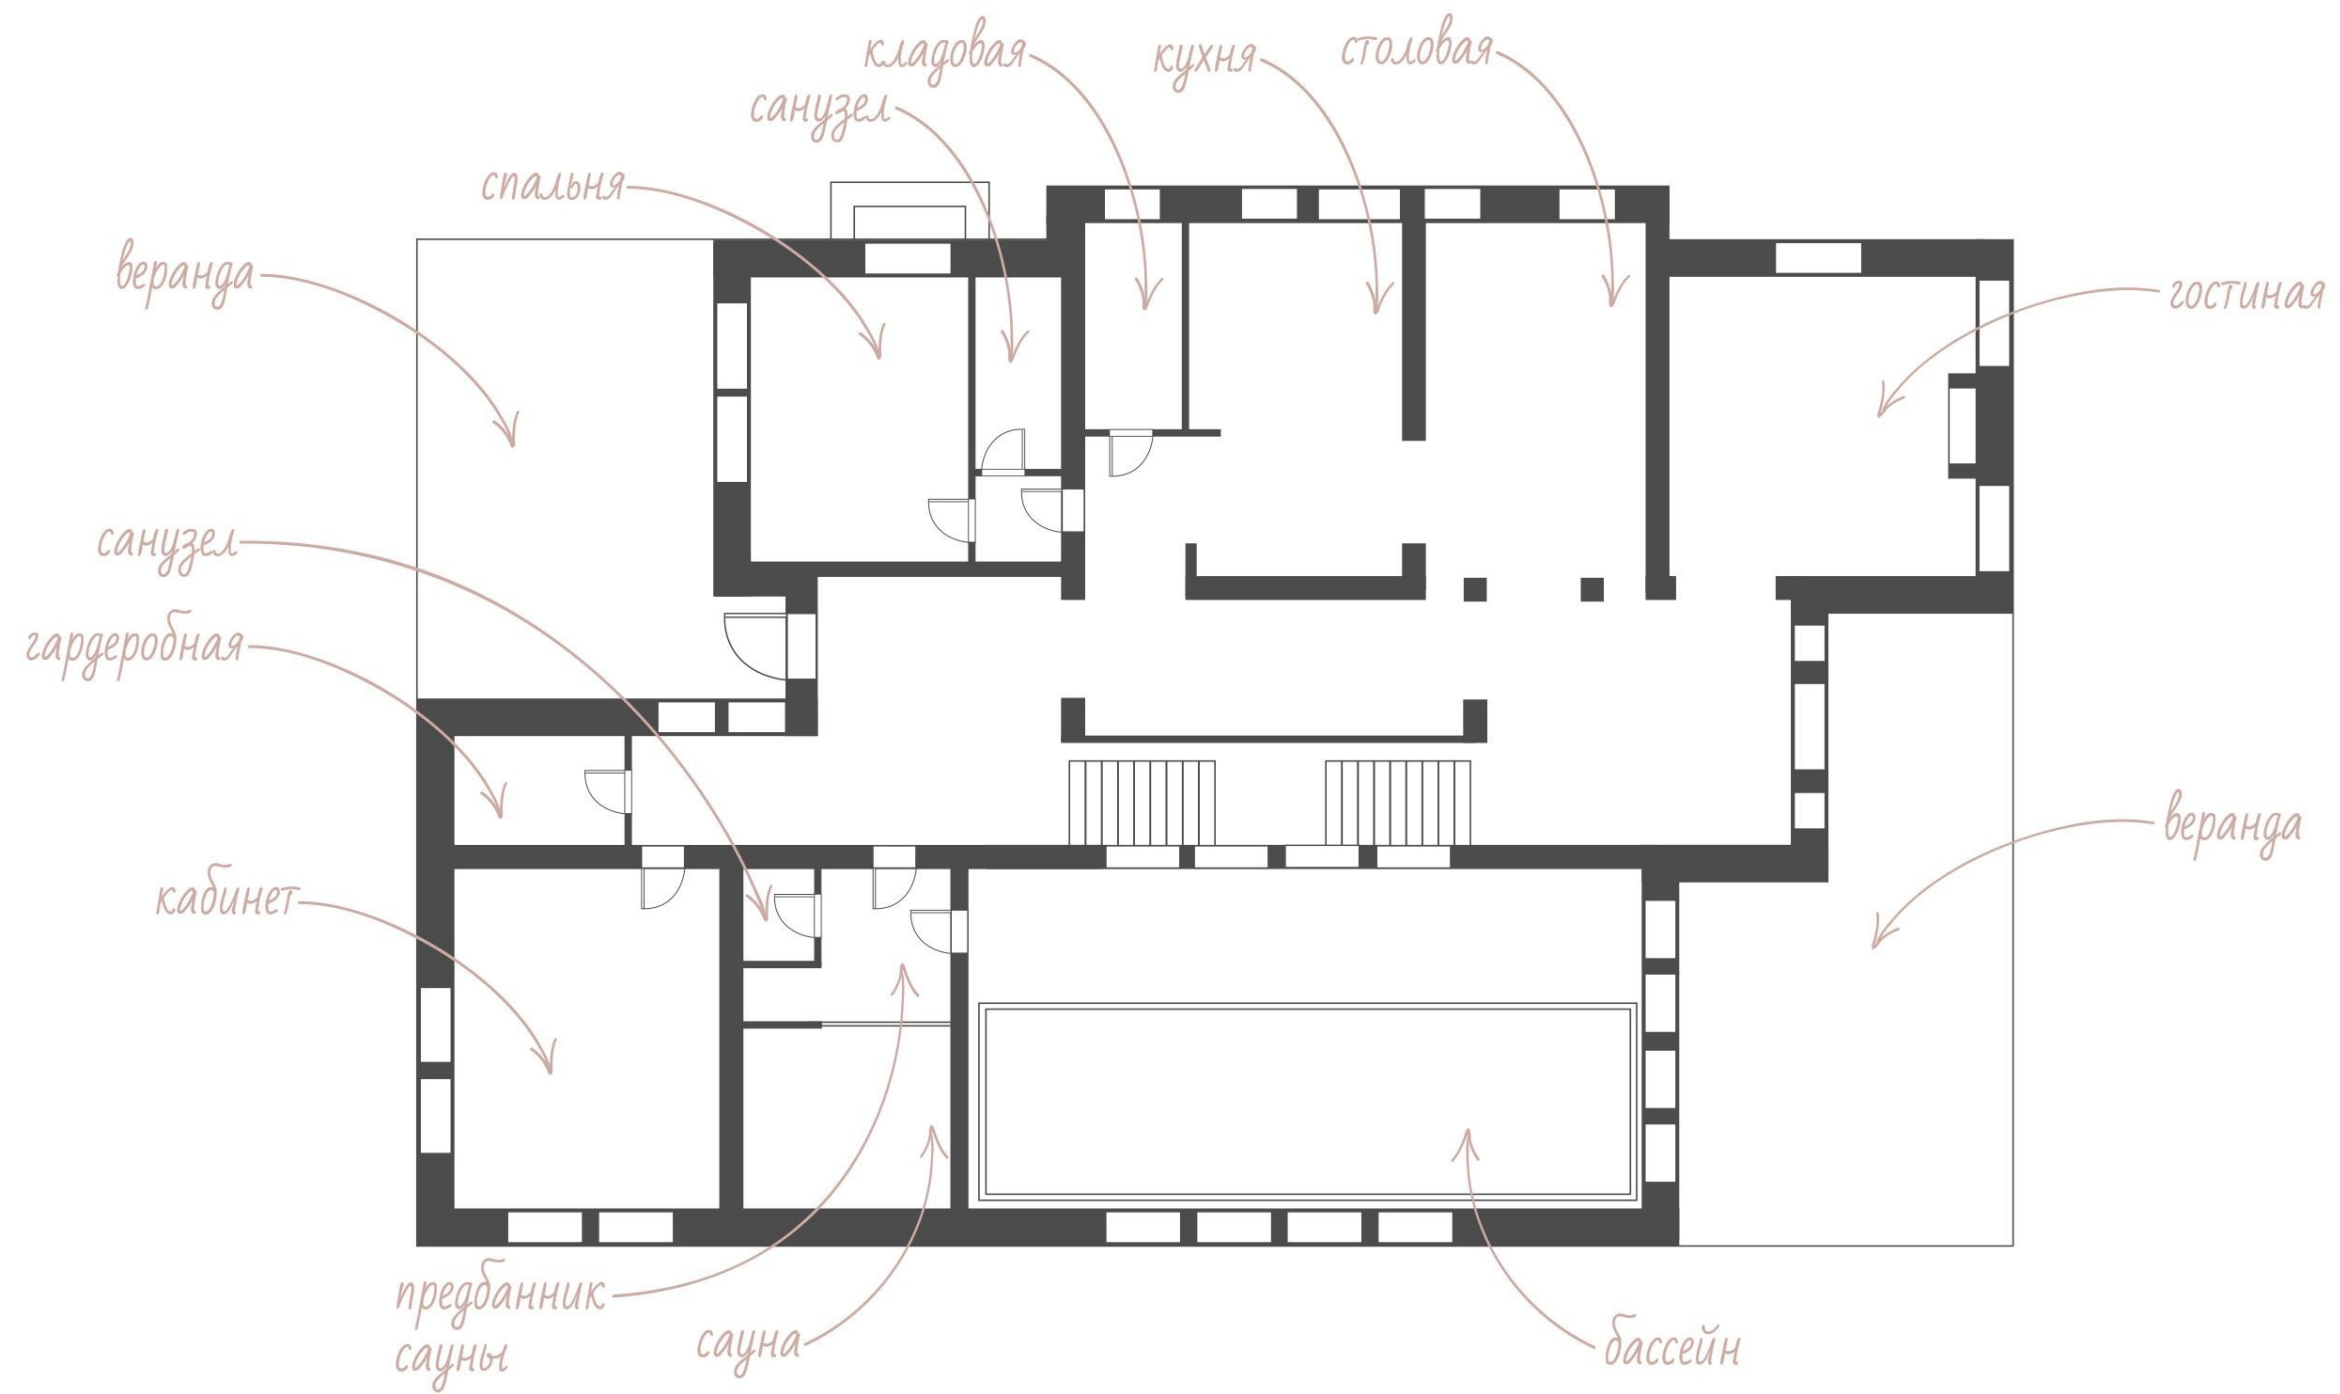 кладовая
кухня
столовая
санузел
спальня
веранда
гостиная
санузел
гардеробная
веранда
кабинет
предбанник
сауны
сауна
бассейн